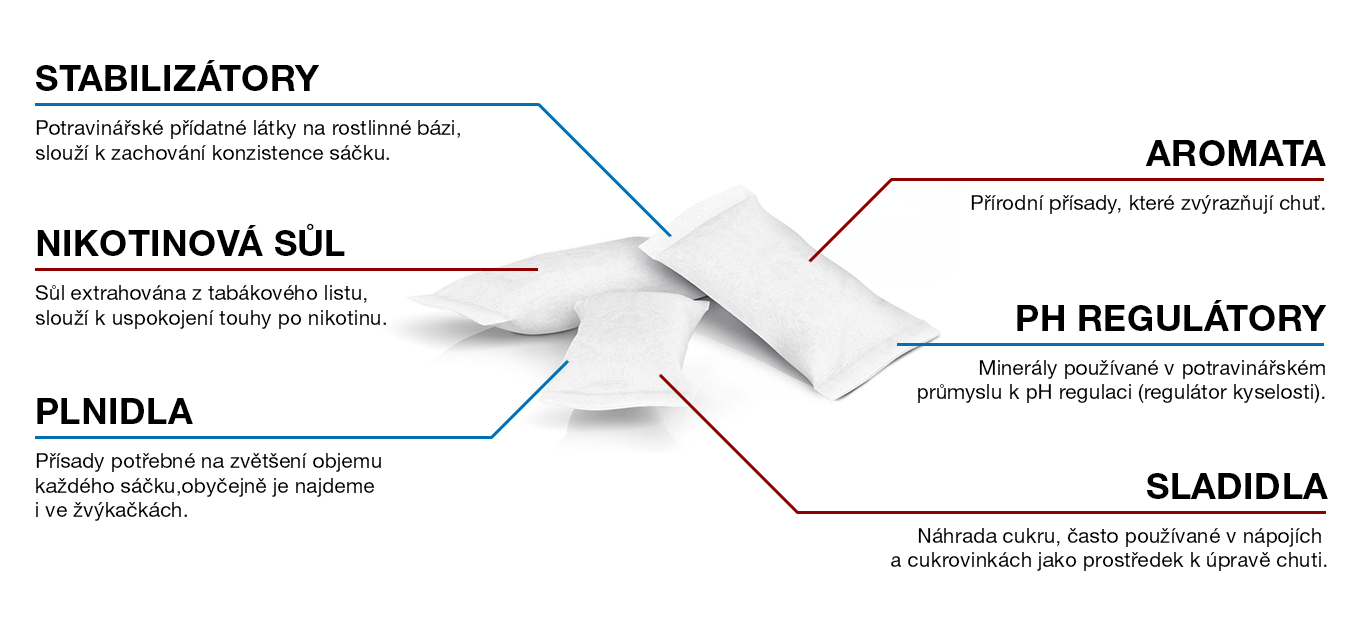 STABILIZÁTORY
Potravinářské přídatné látky na rostlinné bázi,
slouží k zachování konzistence sáčku.
NIKOTINOVÁ SŮL
Sůl extrahována z tabákového listu,
slouží k uspokojení touhy po nikotinu.
PLNIDLA
Přísady potřebné na zvětšení objemu
každého sáčku,obyčejně je najdeme
i ve žvýkačkách.
AROMATA
Přírodní přísady, které zvýrazňují chuť.
PH REGULÁTORY
Minerály používané v potravinářském
průmyslu k pH regulaci (regulátor kyselosti).
SLADIDLA
Náhrada cukru, často používané v nápojích
a cukrovinkách jako prostředek k úpravě chuti.